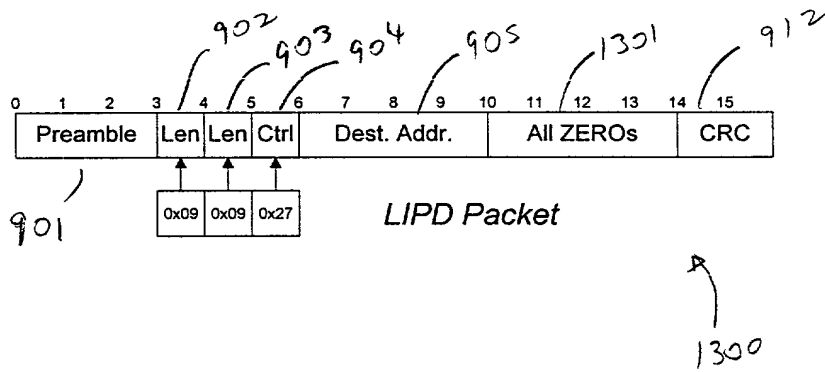 902 903 904 905 1301 912
0 1 2 3 4 5 6 7 8 9 10 11 12 13 14 15
Preamble Len Len Ctrl Dest. Addr. All ZEROs CRC
901 0x09 0x09 0x27 LIPD Packet
1300